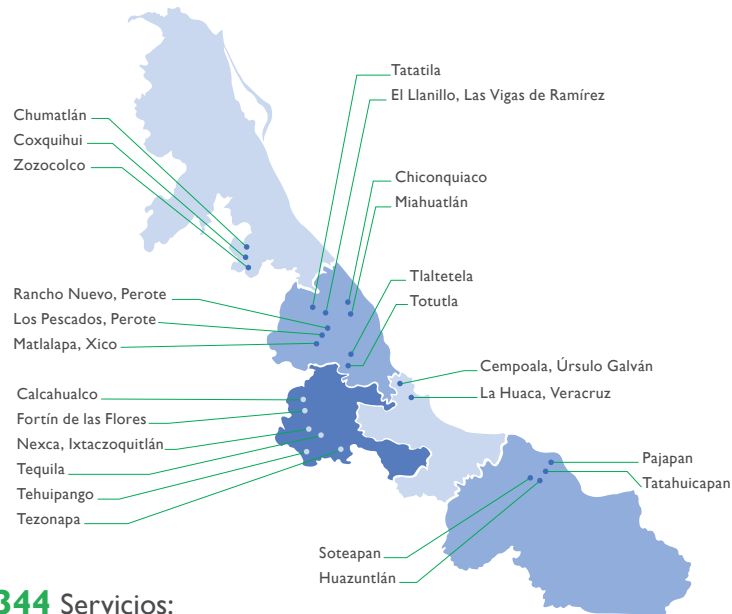 Tatatila
El Llanillo, Las Vigas de Ramírez
Chumatlán
Coxquihui
Zozocolco
Chiconquiaco
Miahuatlán
Tlaltetela
Totutla
Rancho Nuevo, Perote
Los Pescados, Perote
Matlalapa, Xico
Cempoala, Úrsulo Galván
La Huaca, Veracruz
Calcahualco
Fortín de las Flores
Nexca, Ixtaczoquitlán
Tequila
Tehuipango
Tezonapa
Pajapan
Tatahuicapan
Soteapan
Huazuntlán
344 Servicios: